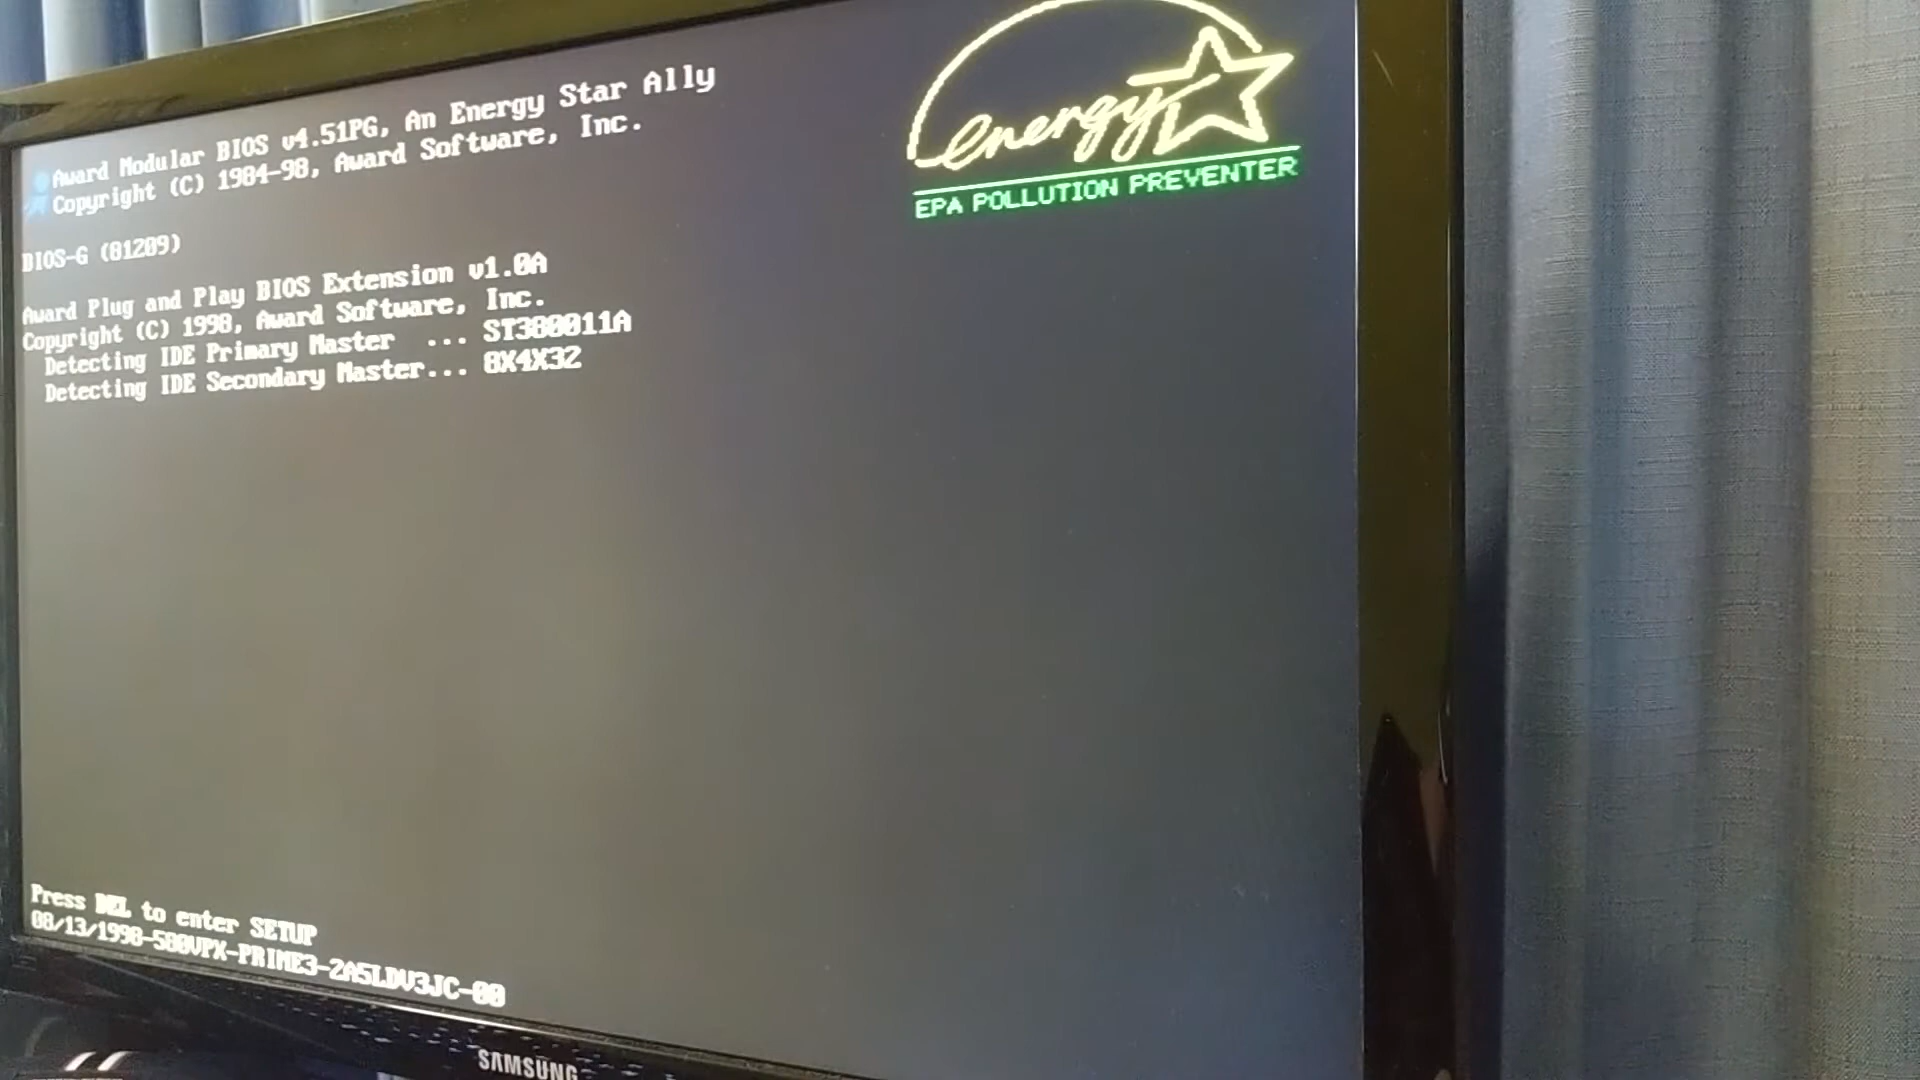 Award Modular BIOS v4.51PG, An Energy Star Ally
Copyright (C) 1984-98, Award Software, Inc.
energy
EPA POLLUTION PREVENTER
BIOS-G (81209)
Award Plug and Play BIOS Extension v1.0A
Copyright (C) 1998, Award Software, Inc.
Detecting IDE Primary Master ... ST380011A
Detecting IDE Secondary Master... 8X4X32
Press DEL to enter SETUP
08/13/1998-580VPX-PRIME3-2A5LDV3JC-00
SAMSUNG